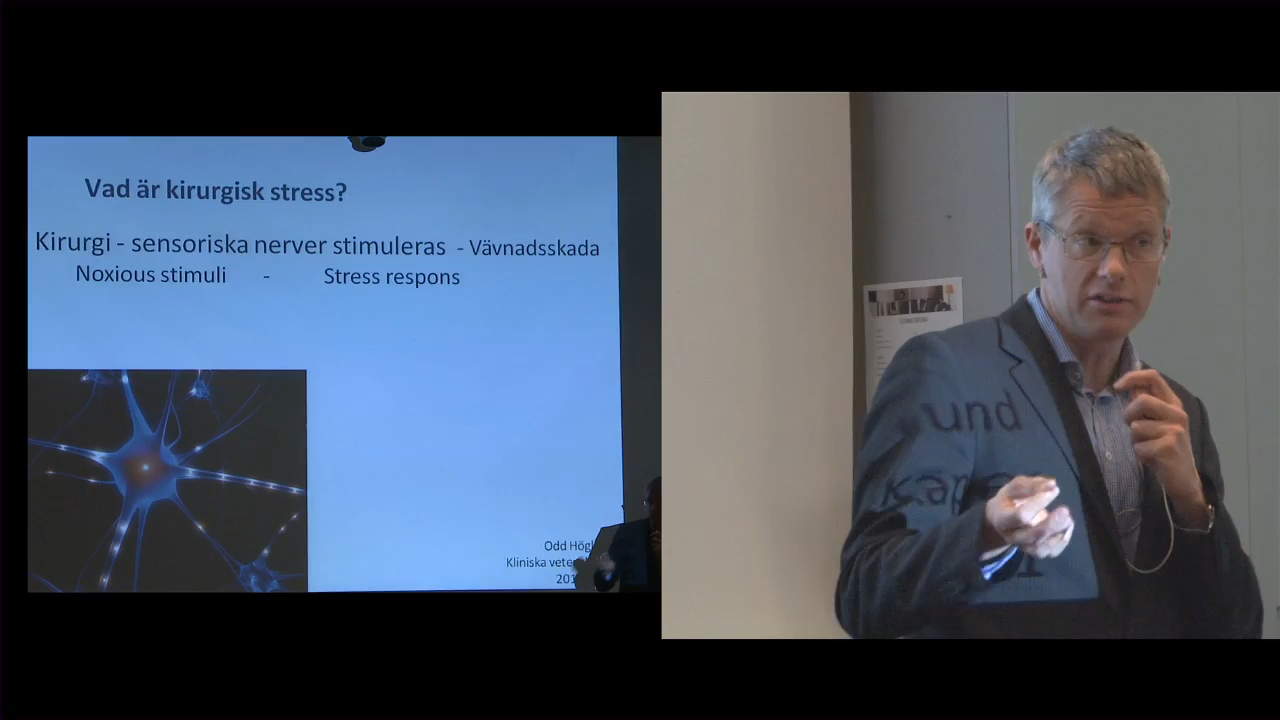 Vad är kirurgisk stress?
Kirurgi - sensoriska nerver stimuleras - Vävnadsskada
Noxious stimuli - Stress respons
Odd
Kliniska
und